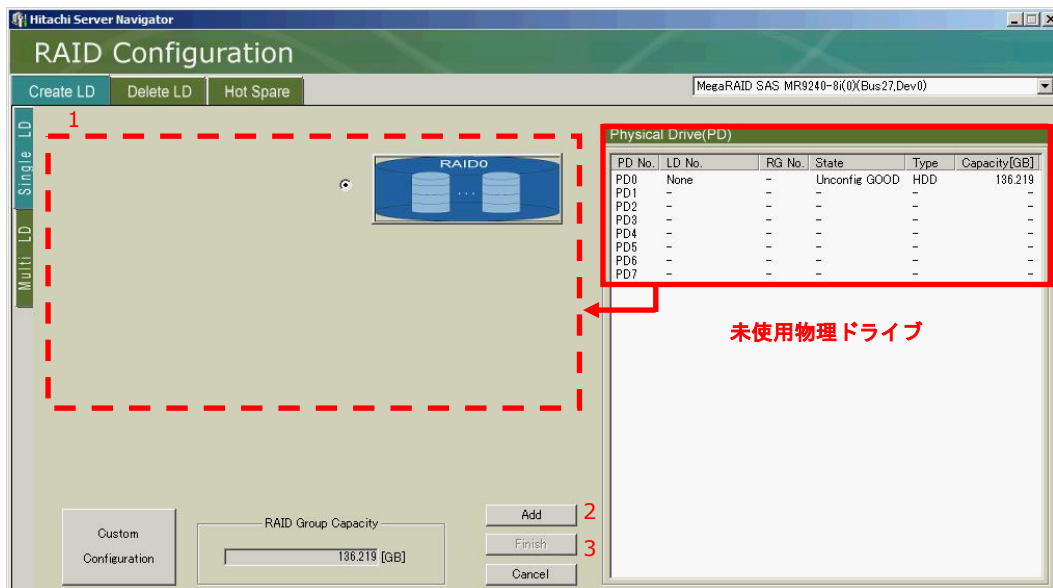 Hitachi Server Navigator
RAID Configuration
Create LD Delete LD Hot Spare
MegaRAID SAS MR9240-8i(0)(Bus27,Dev0)
Single LD
Multi LD
1
RAID0
...
Physical Drive(PD)
PD No. LD No. RG No. State Type Capacity[GB]
PD0 None - Unconfig GOOD HDD 136.219
PD1 - - - - -
PD2 - - - - -
PD3 - - - - -
PD4 - - - - -
PD5 - - - - -
PD6 - - - - -
PD7 - - - - -
未使用物理ドライブ
Custom
Configuration
RAID Group Capacity
136.219 [GB]
Add 2
Finish 3
Cancel